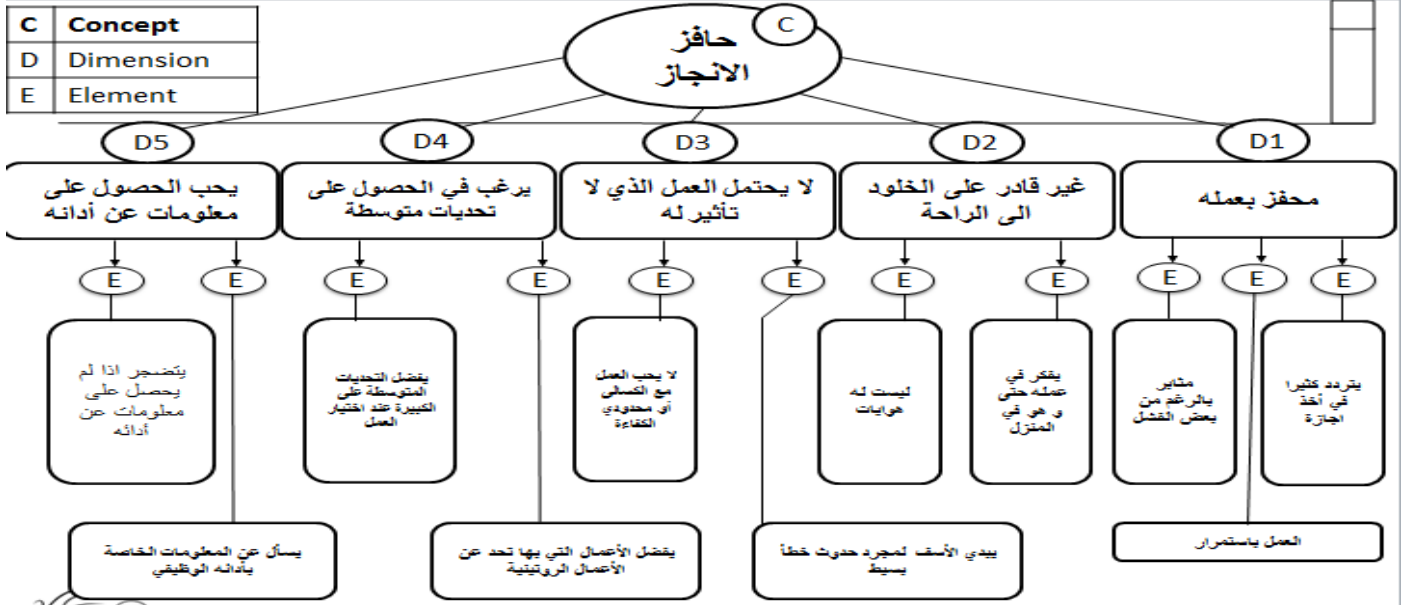 C Concept
D Dimension
E Element
C
حافز
الانجاز
D1
D2
D3
D4
D5
محفز بعمله
غير قادر على الخلود
الى الراحة
لا يحتمل العمل الذي لا
تأثير له
يرغب في الحصول على
تحديات متوسطة
يحب الحصول على
معلومات عن أدائه
E
E
E
E
E
E
E
E
E
E
E
يتردد كثيرا
في أخذ
اجازة
مثابر
بالرغم من
بعض الفشل
يفكر في
عمله حتى
و هو في
المنزل
ليست له
هوايات
لا يحب العمل
مع الكسالى
أو محدودي
الكفاءة
يفضل التحديات
المتوسطة على
الكبيرة عند اختيار
العمل
يتضجر اذا لم
يحصل على
معلومات عن
أدائه
العمل باستمرار
يبدي الأسف لمجرد حدوث خطأ
بسيط
يفضل الأعمال التي بها تحد عن
الأعمال الروتينية
يسأل عن المعلومات الخاصة
بأدائه الوظيفي